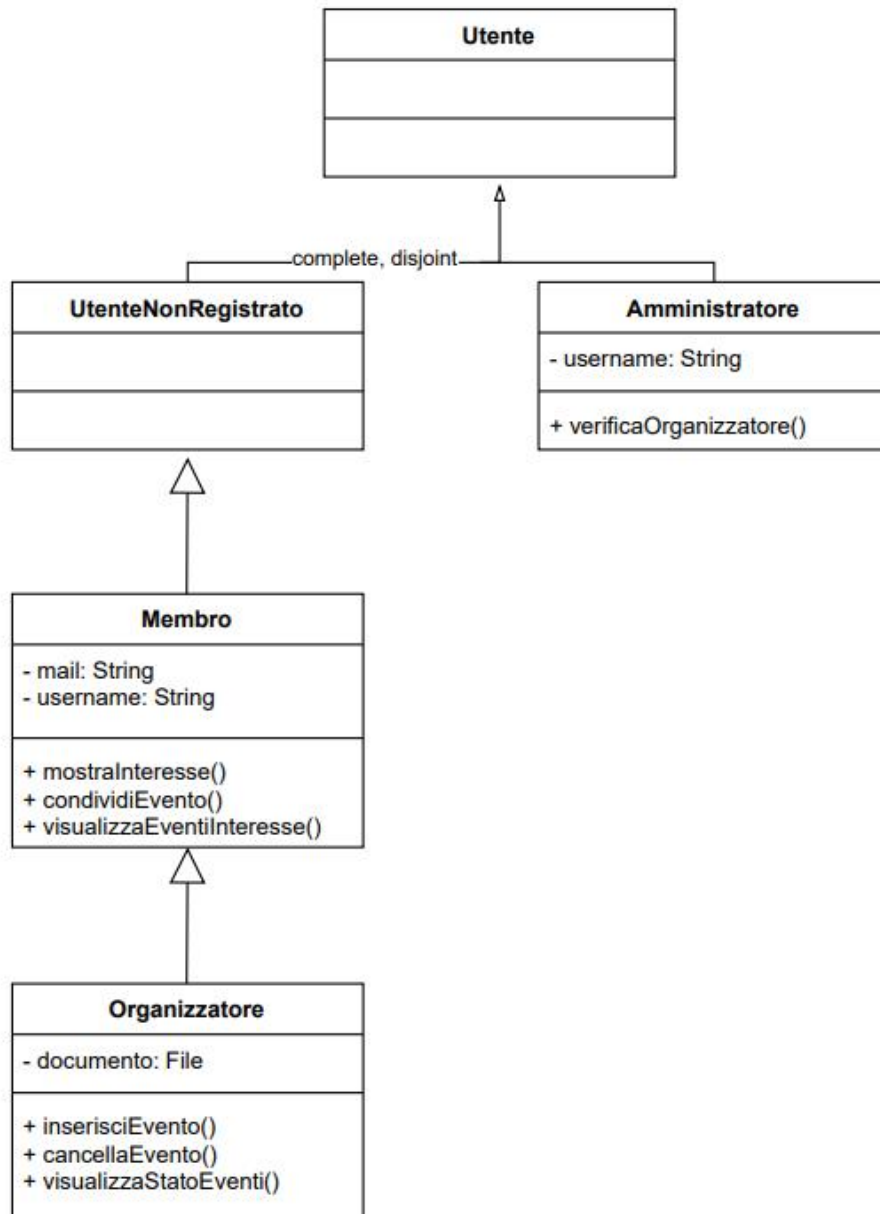 Utente
complete, disjoint
UtenteNonRegistrato
Amministratore
- username: String
+ verificaOrganizzatore()
Membro
- mail: String
- username: String
+ mostraInteresse()
+ condividiEvento()
+ visualizzaEventiInteresse()
Organizzatore
- documento: File
+ inserisciEvento()
+ cancellaEvento()
+ visualizzaStatoEventi()